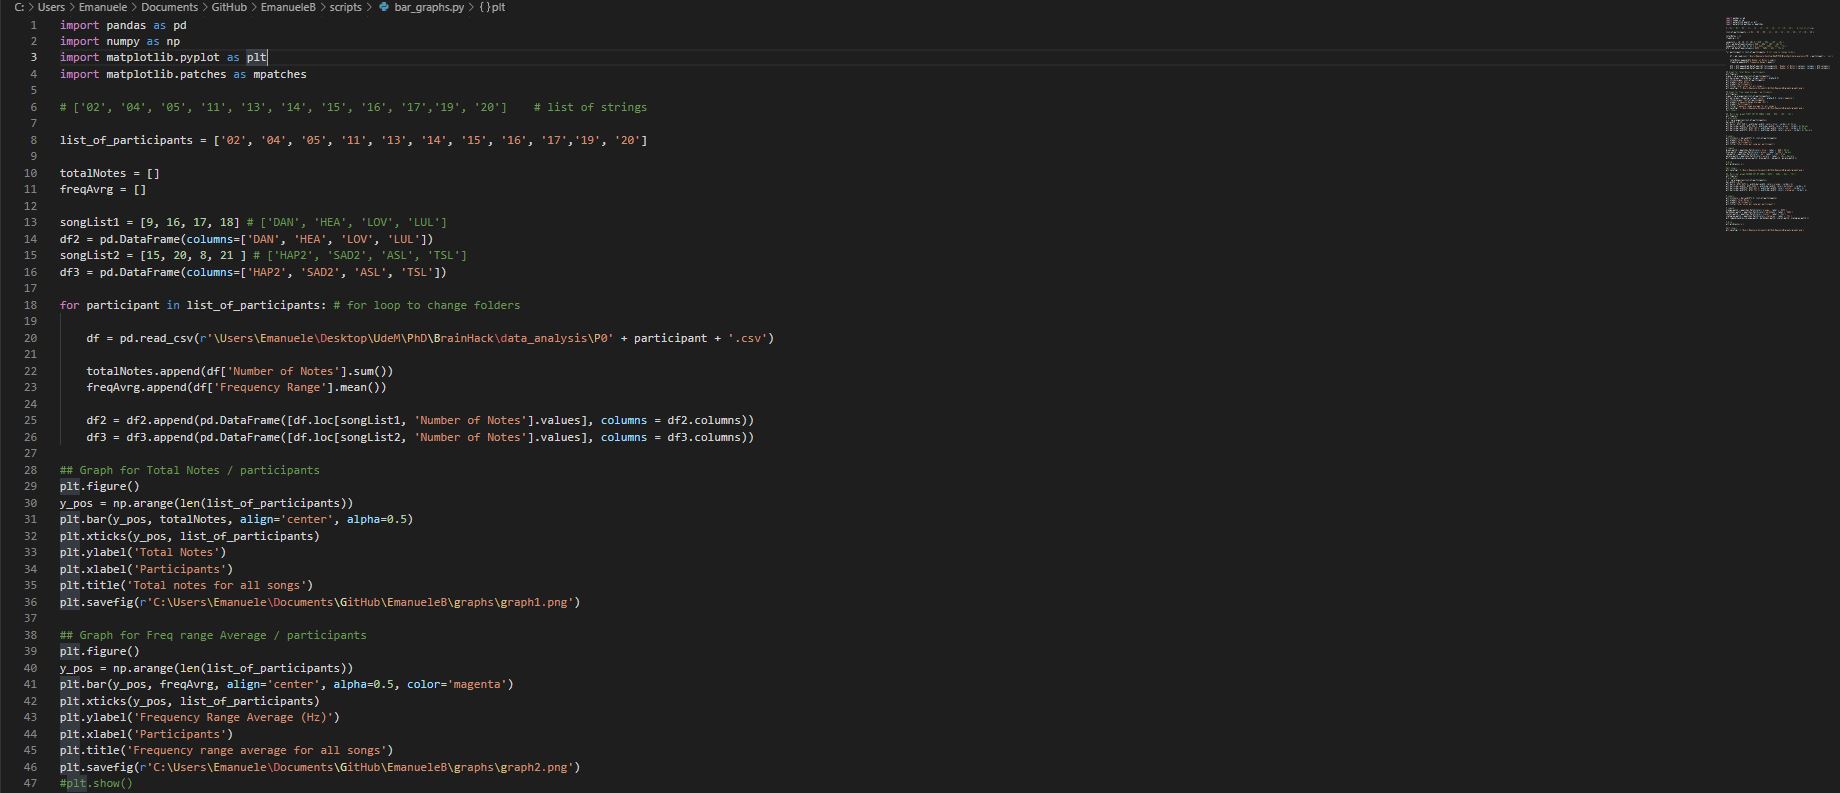 C: > Users > Emanuele > Documents > GitHub > EmanueleB > scripts > bar_graphs.py > {} plt
1 import pandas as pd
2 import numpy as np
3 import matplotlib.pyplot as plt
4 import matplotlib.patches as mpatches
5
6 # ['02', '04', '05', '11', '13', '14', '15', '16', '17','19', '20']    # list of strings
7
8 list_of_participants = ['02', '04', '05', '11', '13', '14', '15', '16', '17','19', '20']
9
10 totalNotes = []
11 freqAvrg = []
12
13 songList1 = [9, 16, 17, 18] # ['DAN', 'HEA', 'LOV', 'LUL']
14 df2 = pd.DataFrame(columns=['DAN', 'HEA', 'LOV', 'LUL'])
15 songList2 = [15, 20, 8, 21 ] # ['HAP2', 'SAD2', 'ASL', 'TSL']
16 df3 = pd.DataFrame(columns=['HAP2', 'SAD2', 'ASL', 'TSL'])
17
18 for participant in list_of_participants: # for loop to change folders
19
20     df = pd.read_csv(r'\Users\Emanuele\Desktop\UdeM\PhD\BrainHack\data_analysis\P0' + participant + '.csv')
21
22     totalNotes.append(df['Number of Notes'].sum())
23     freqAvrg.append(df['Frequency Range'].mean())
24
25     df2 = df2.append(pd.DataFrame([df.loc[songList1, 'Number of Notes'].values], columns = df2.columns))
26     df3 = df3.append(pd.DataFrame([df.loc[songList2, 'Number of Notes'].values], columns = df3.columns))
27
28 ## Graph for Total Notes / participants
29 plt.figure()
30 y_pos = np.arange(len(list_of_participants))
31 plt.bar(y_pos, totalNotes, align='center', alpha=0.5)
32 plt.xticks(y_pos, list_of_participants)
33 plt.ylabel('Total Notes')
34 plt.xlabel('Participants')
35 plt.title('Total notes for all songs')
36 plt.savefig(r'C:\Users\Emanuele\Documents\GitHub\EmanueleB\graphs\graph1.png')
37
38 ## Graph for Freq range Average / participants
39 plt.figure()
40 y_pos = np.arange(len(list_of_participants))
41 plt.bar(y_pos, freqAvrg, align='center', alpha=0.5, color='magenta')
42 plt.xticks(y_pos, list_of_participants)
43 plt.ylabel('Frequency Range Average (Hz)')
44 plt.xlabel('Participants')
45 plt.title('Frequency range average for all songs')
46 plt.savefig(r'C:\Users\Emanuele\Documents\GitHub\EmanueleB\graphs\graph2.png')
47 #plt.show()